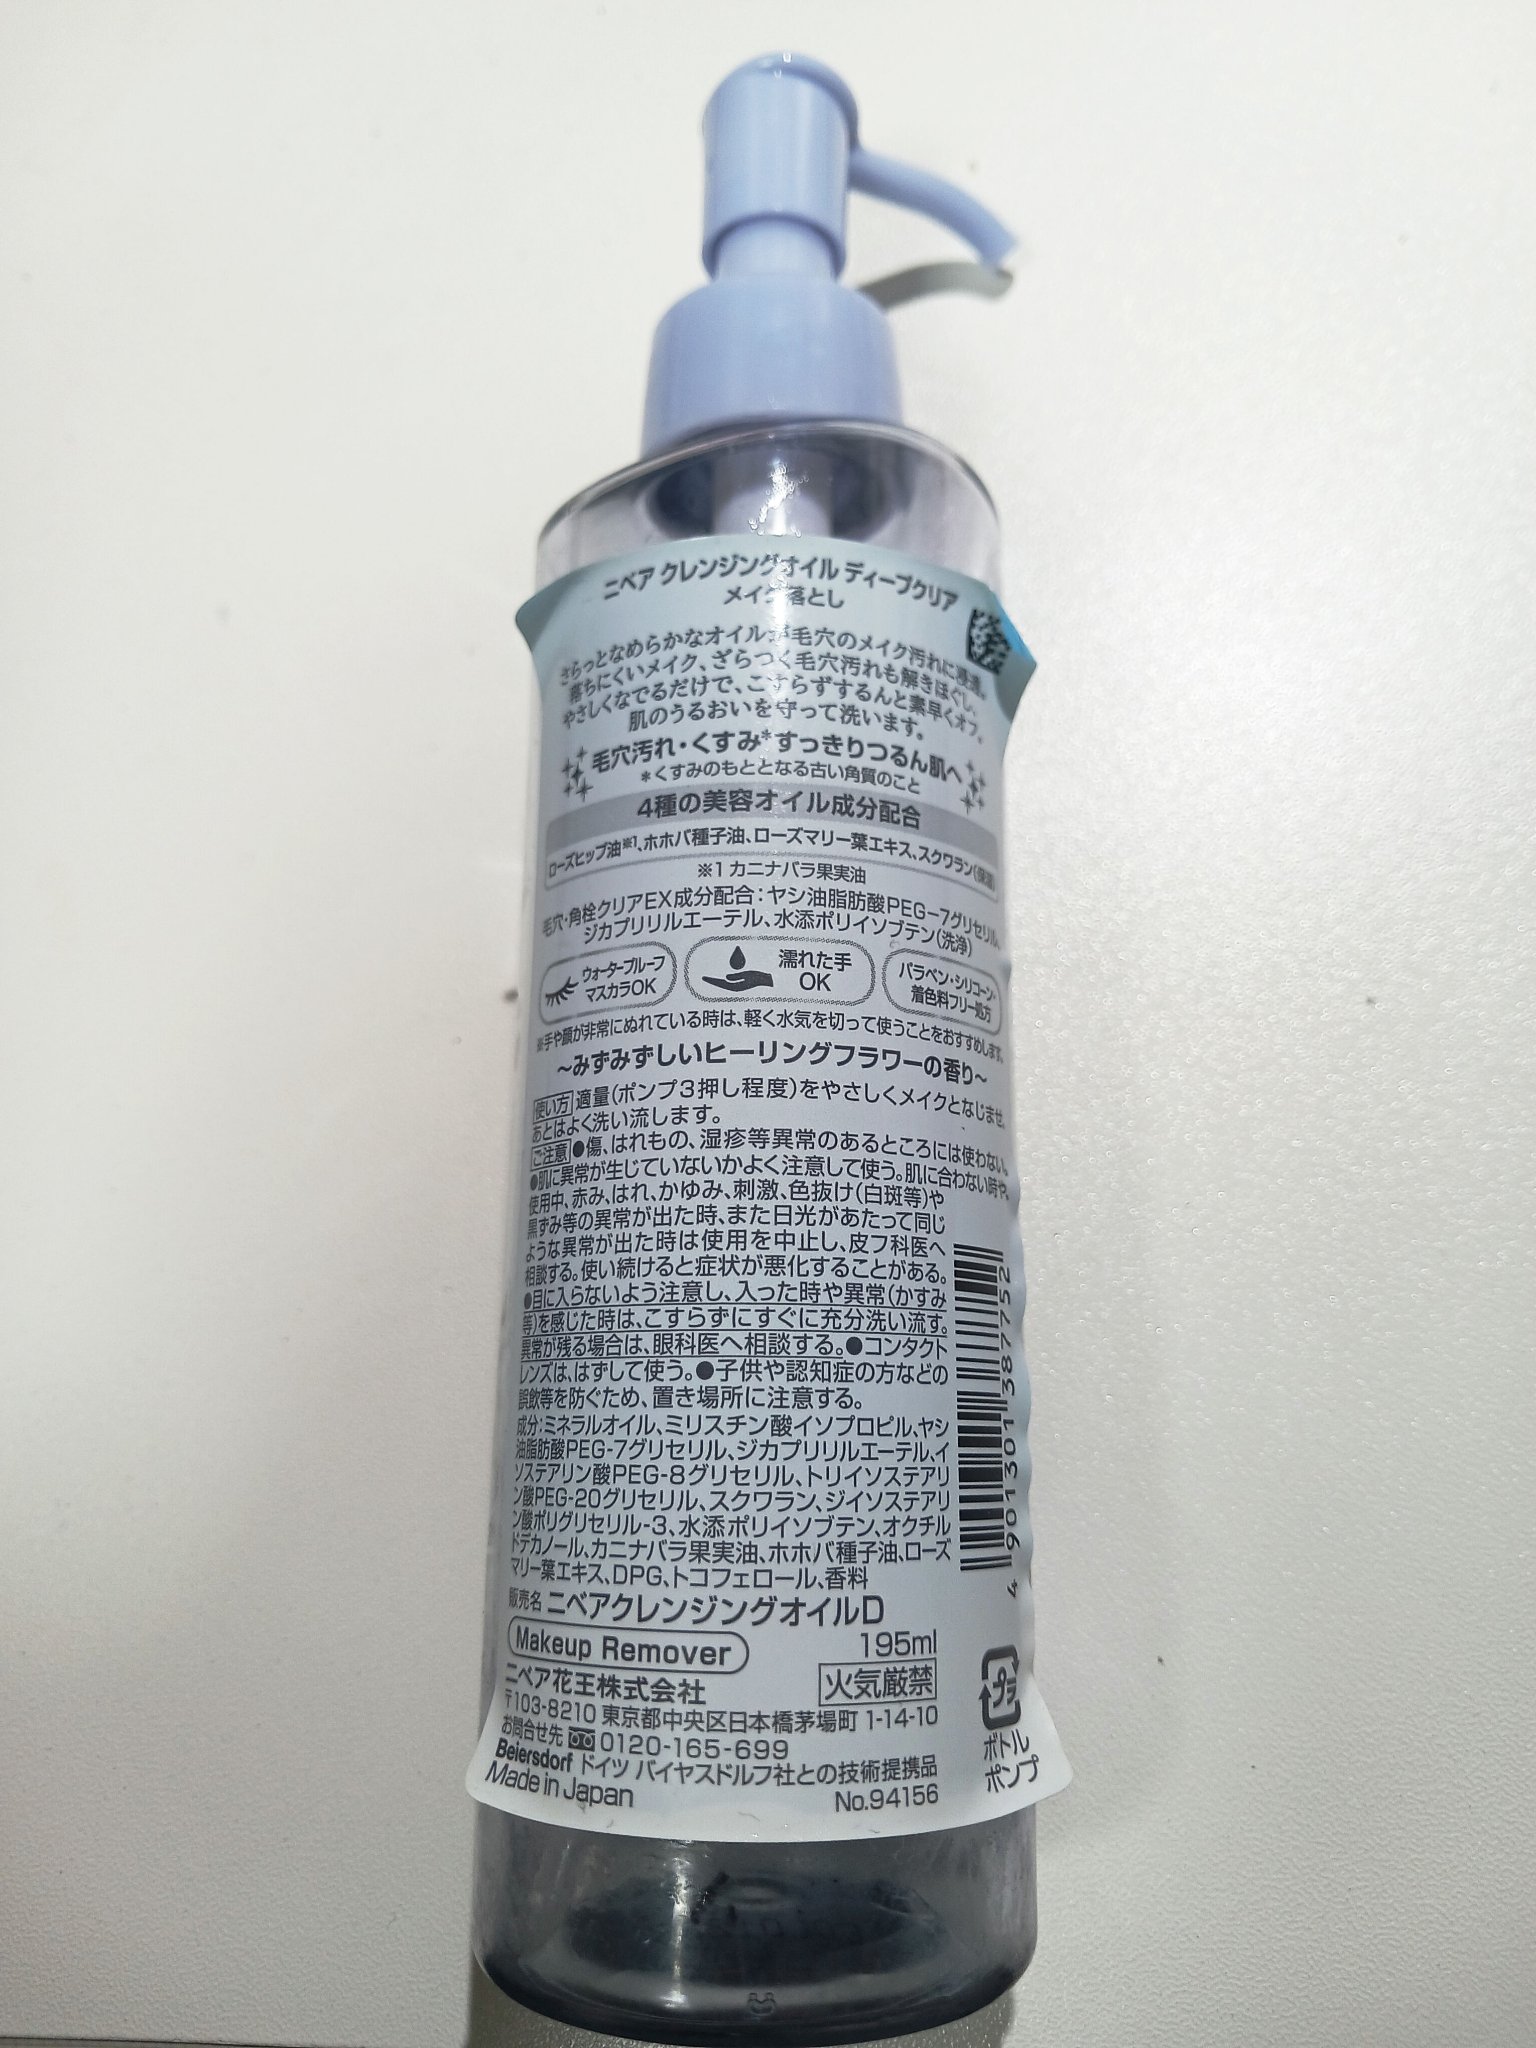 ニベア クレンジングオイル ディープクリア
メイク落とし
さらっとなめらかなオイルが毛穴のメイク汚れに浸透。
落ちにくいメイク、ざらつく毛穴汚れも解きほぐし、
やさしくなでるだけで、こすらずするんと素早くオフ。
肌のうるおいを守って洗います。
毛穴汚れ・くすみ*すっきりつるん肌へ
*くすみのもととなる古い角質のこと
4種の美容オイル成分配合
ローズヒップ油※1、ホホバ種子油、ローズマリー葉エキス、スクワラン(保湿)
※1 カニナバラ果実油
毛穴・角栓クリアEX成分配合：ヤシ油脂肪酸PEG-7グリセリル、
ジカプリリルエーテル、水添ポリイソブテン(洗浄)
ウォータープルーフ
マスカラOK
濡れた手
OK
パラベン・シリコーン・
着色料フリー処方
※手や顔が非常にぬれている時は、軽く水気を切って使うことをおすすめします。
～みずみずしいヒーリングフラワーの香り～
使い方 適量(ポンプ3押し程度)をやさしくメイクとなじませ、
あとはよく洗い流します。
ご注意 ●傷、はれもの、湿疹等異常のあるところには使わない。
●肌に異常が生じていないかよく注意して使う。肌に合わない時や、
使用中、赤み、はれ、かゆみ、刺激、色抜け(白斑等)や
黒ずみ等の異常が出た時、また日光があたって同じ
ような異常が出た時は使用を中止し、皮フ科医へ
相談する。使い続けると症状が悪化することがある。
●目に入らないよう注意し、入った時や異常(かすみ
等)を感じた時は、こすらずにすぐに充分洗い流す。
異常が残る場合は、眼科医へ相談する。●コンタクト
レンズは、はずして使う。●子供や認知症の方などの
誤飲等を防ぐため、置き場所に注意する。
成分：ミネラルオイル、ミリスチン酸イソプロピル、ヤシ
油脂肪酸PEG-7グリセリル、ジカプリリルエーテル、イ
ソステアリン酸PEG-8グリセリル、トリイソステアリ
ン酸PEG-20グリセリル、スクワラン、ジイソステアリ
ン酸ポリグリセリル-3、水添ポリイソブテン、オクチル
ドデカノール、カニナバラ果実油、ホホバ種子油、ローズ
マリー葉エキス、DPG、トコフェロール、香料
販売名 ニベアクレンジングオイルD
Makeup Remover 195ml
ニベア花王株式会社 火気厳禁
〒103-8210 東京都中央区日本橋茅場町 1-14-10
お問合せ先 0120-165-699
Beiersdorf ドイツ バイヤスドルフ社との技術提携品
Made in Japan No.94156
4 901301 387752
プラ
ボトル
ポンプ